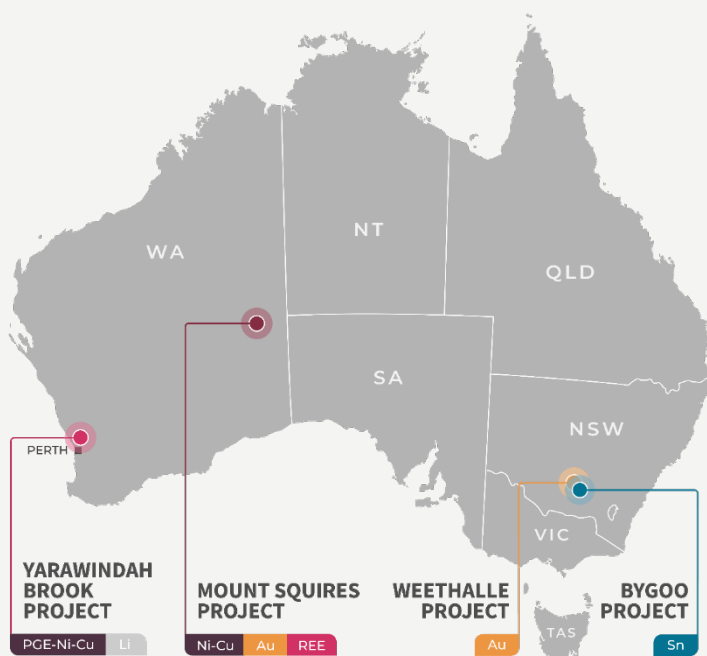 NT
WA
QLD
SA
NSW
PERTH
VIC
YARAWINDAH
BROOK
PROJECT
PGE-Ni-Cu Li
MOUNT SQUIRES
PROJECT
Ni-Cu Au REE
WEETHALLE
PROJECT
Au
TAS
BYGOO
PROJECT
Sn